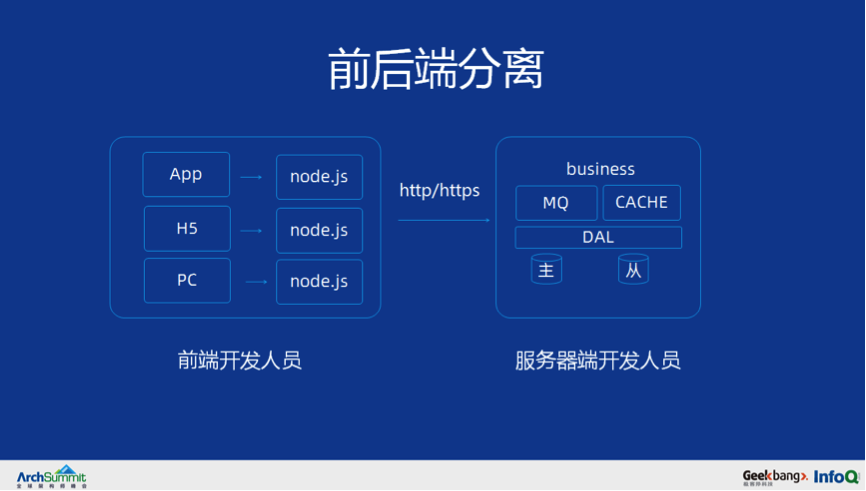 前后端分离
App
node.js
H5
node.js
PC
node.js
http/https
business
MQ
CACHE
DAL
主
从
前端开发人员
服务器端开发人员
ArchSummit
全球架构师峰会
Geekbang>.
极客邦科技
InfoQ